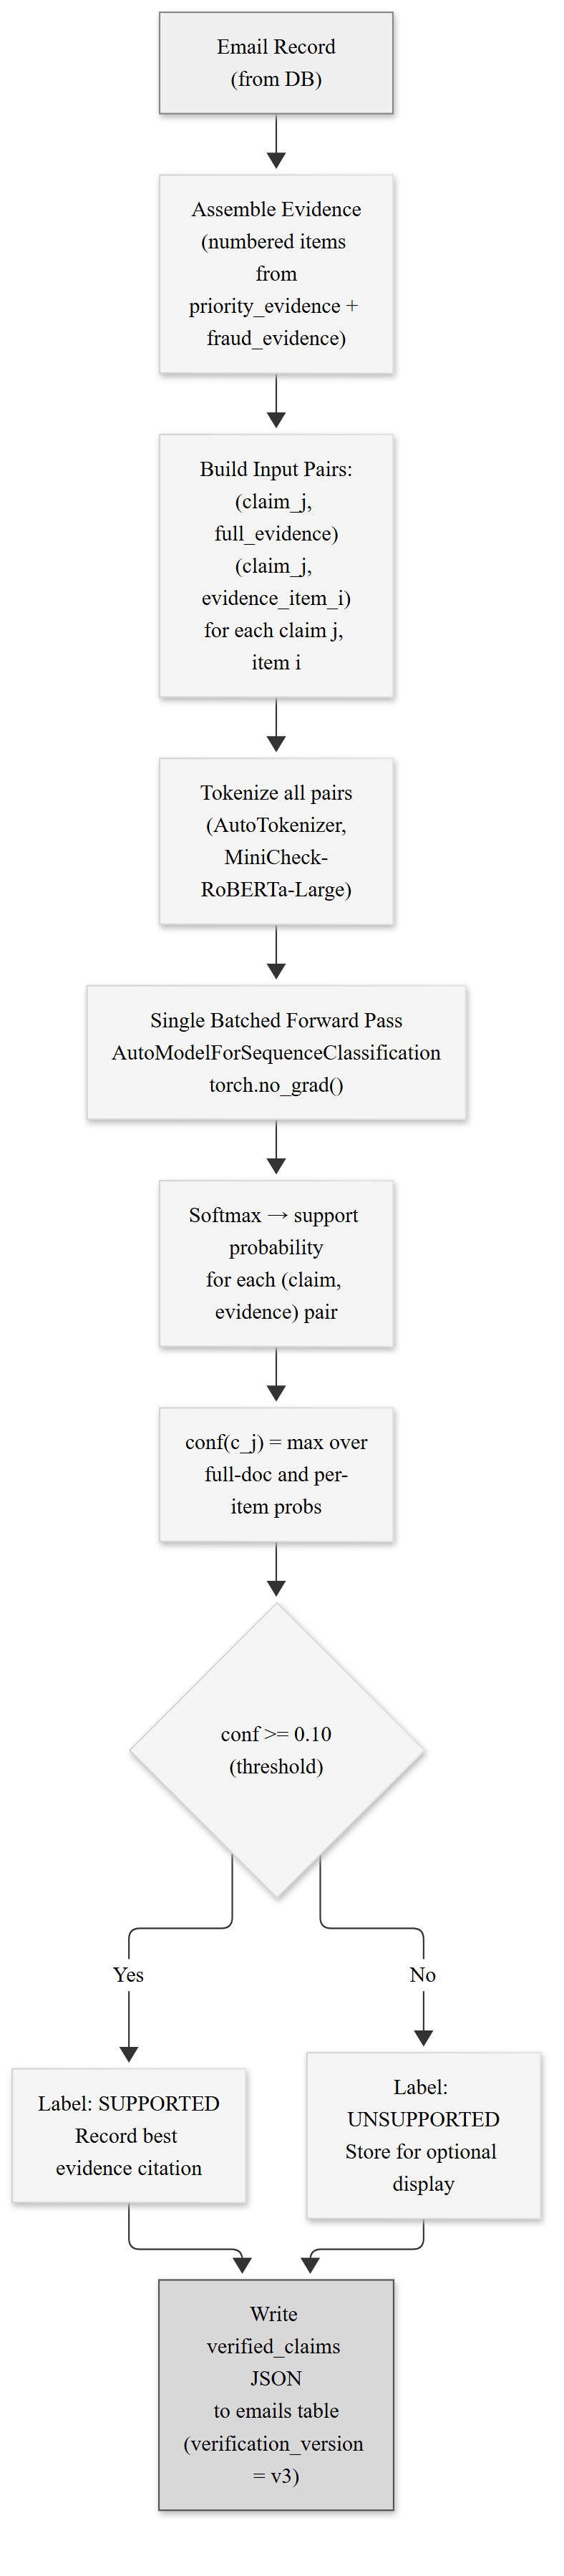 Email Record
(from DB)
Assemble Evidence
(numbered items
from
priority_evidence +
fraud_evidence)
Build Input Pairs:
(claim_j,
full_evidence)
(claim_j,
evidence_item_i)
for each claim j,
item i
Tokenize all pairs
(AutoTokenizer,
MiniCheck-
RoBERTa-Large)
Single Batched Forward Pass
AutoModelForSequenceClassification
torch.no_grad()
Softmax → support
probability
for each (claim,
evidence) pair
conf(c_j) = max over
full-doc and per-
item probs
conf >= 0.10
(threshold)
Yes
No
Label: SUPPORTED
Record best
evidence citation
Label:
UNSUPPORTED
Store for optional
display
Write
verified_claims
JSON
to emails table
(verification_version
= v3)